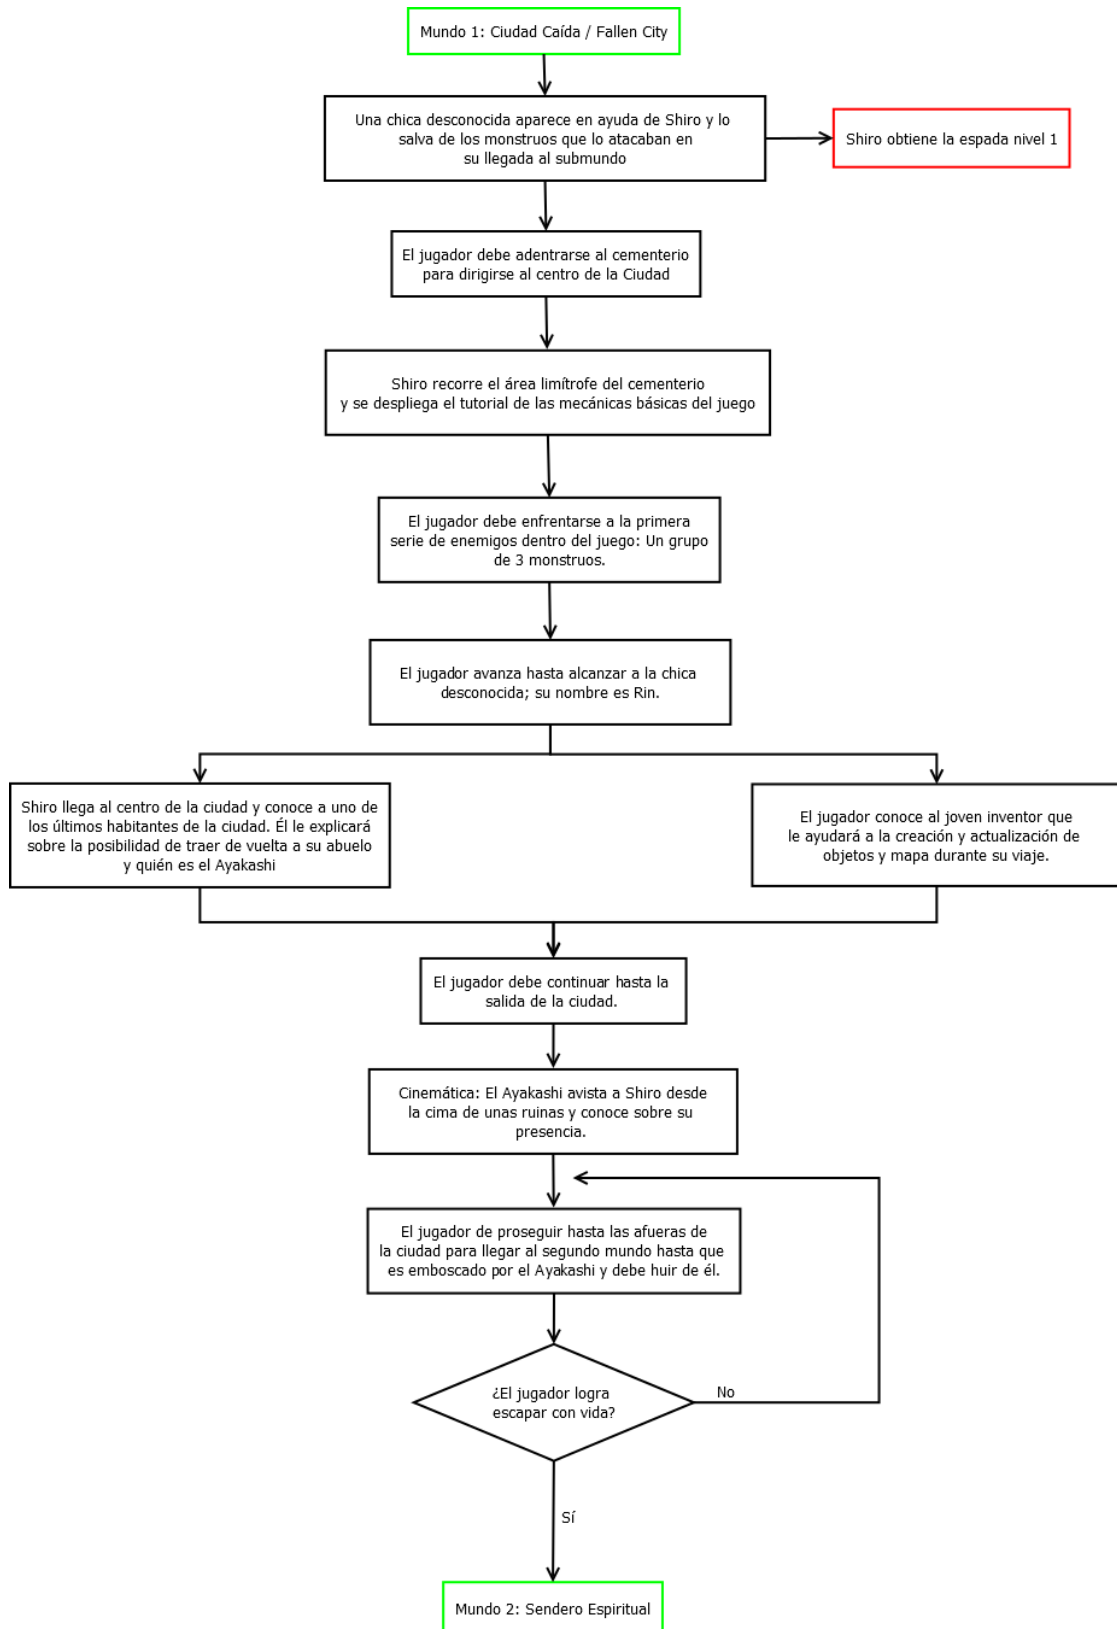 Mundo 1: Ciudad Caída / Fallen City
Una chica desconocida aparece en ayuda de Shiro y lo
salva de los monstruos que lo atacaban en
su llegada al submundo
Shiro obtiene la espada nivel 1
El jugador debe adentrarse al cementerio
para dirigirse al centro de la Ciudad
Shiro recorre el área limítrofe del cementerio
y se despliega el tutorial de las mecánicas básicas del juego
El jugador debe enfrentarse a la primera
serie de enemigos dentro del juego: Un grupo
de 3 monstruos.
El jugador avanza hasta alcanzar a la chica
desconocida; su nombre es Rin.
Shiro llega al centro de la ciudad y conoce a uno de
los últimos habitantes de la ciudad. Él le explicará
sobre la posibilidad de traer de vuelta a su abuelo
y quién es el Ayakashi
El jugador conoce al joven inventor que
le ayudará a la creación y actualización de
objetos y mapa durante su viaje.
El jugador debe continuar hasta la
salida de la ciudad.
Cinemática: El Ayakashi avista a Shiro desde
la cima de unas ruinas y conoce sobre su
presencia.
El jugador de proseguir hasta las afueras de
la ciudad para llegar al segundo mundo hasta que
es emboscado por el Ayakashi y debe huir de él.
¿El jugador logra
escapar con vida?
No
Sí
Mundo 2: Sendero Espiritual